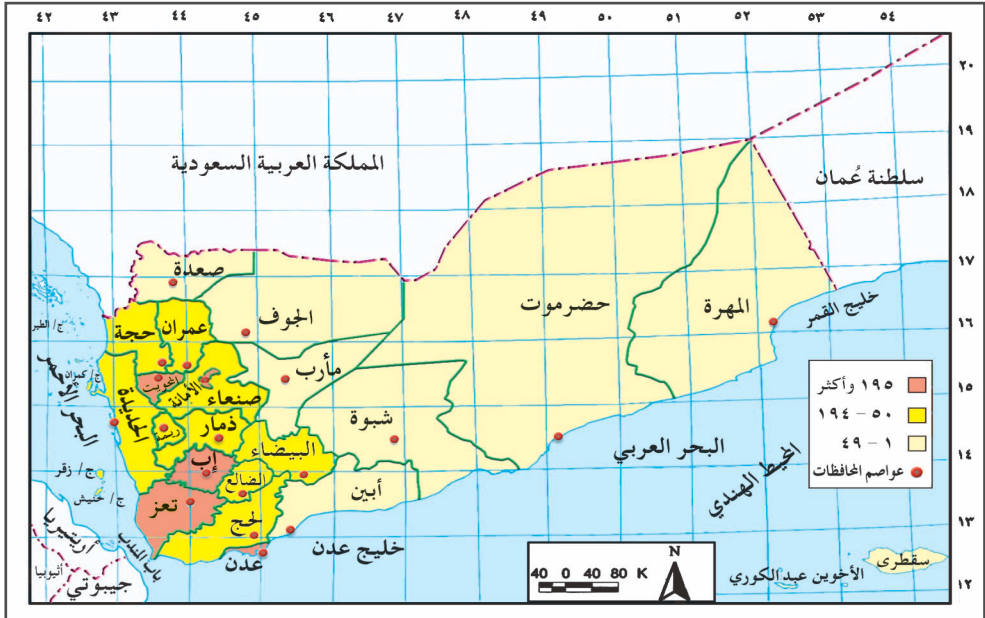 ٤٢ ٤٣ ٤٤ ٤٥ ٤٦ ٤٧ ٤٨ ٤٩ ٥٠ ٥١ ٥٢ ٥٣ ٥٤
٢٠
١٩
١٨
١٧
١٦
١٥
١٤
١٣
١٢
المملكة العربية السعودية
سلطنة عُمان
صعدة
الجوف
حضرموت
المهرة
خليج القمر
حجة
عمران
مأرب
شبوة
المحويت
الأمانة
صنعاء
الحديدة
ريمة
ذمار
البيضاء
إب
الضالع
أبين
تعز
لحج
عدن
خليج عدن
البحر العربي
المحيط الهندي
البحر الأحمر
ج/ الطير
ج/ كمران
ج/ زقر
ج/ حنيش
باب المندب
أريتيريا
أثيوبيا
جيبوتي
سقطرى
الأخوين عبد الكوري
١٩٥ وأكثر
٥٠ – ١٩٤
١ – ٤٩
عواصم المحافظات
N
40 0 40 80 K